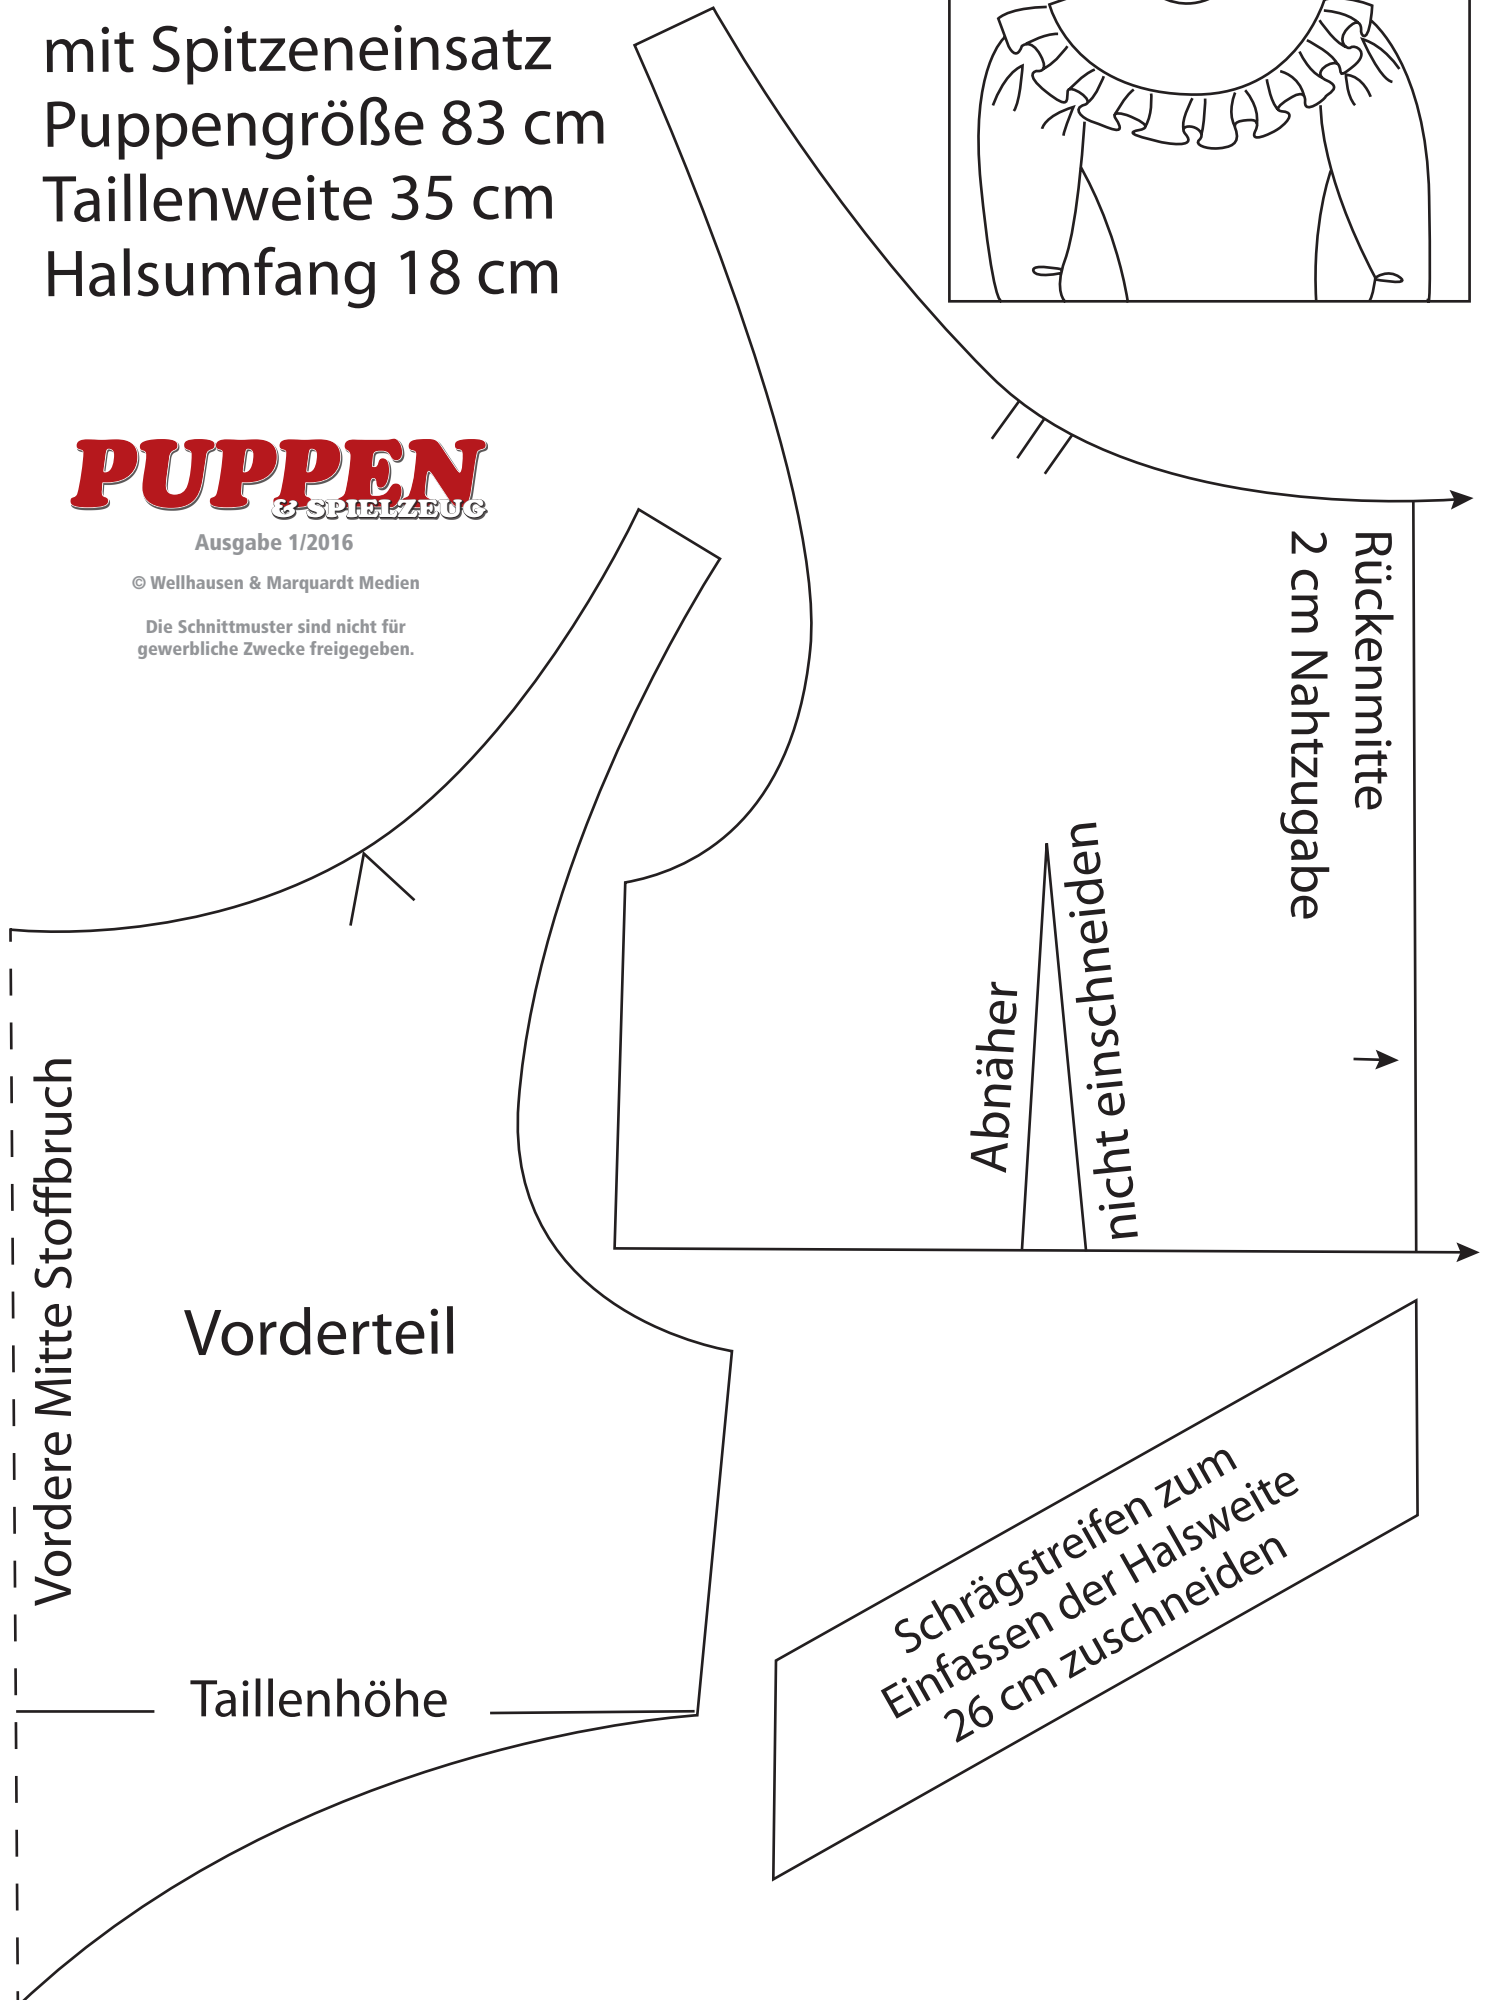 mit Spitzeneinsatz
Puppengröße 83 cm
Taillenweite 35 cm
Halsumfang 18 cm
PUPPEN
& SPIELZEUG
Ausgabe 1/2016
© Wellhausen & Marquardt Medien
Die Schnittmuster sind nicht für
gewerbliche Zwecke freigegeben.
Rückenmitte
2 cm Nahtzugabe
Abnäher
nicht einschneiden
Vordere Mitte Stoffbruch
Vorderteil
Taillenhöhe
Schrägstreifen zum
Einfassen der Halsweite
26 cm zuschneiden